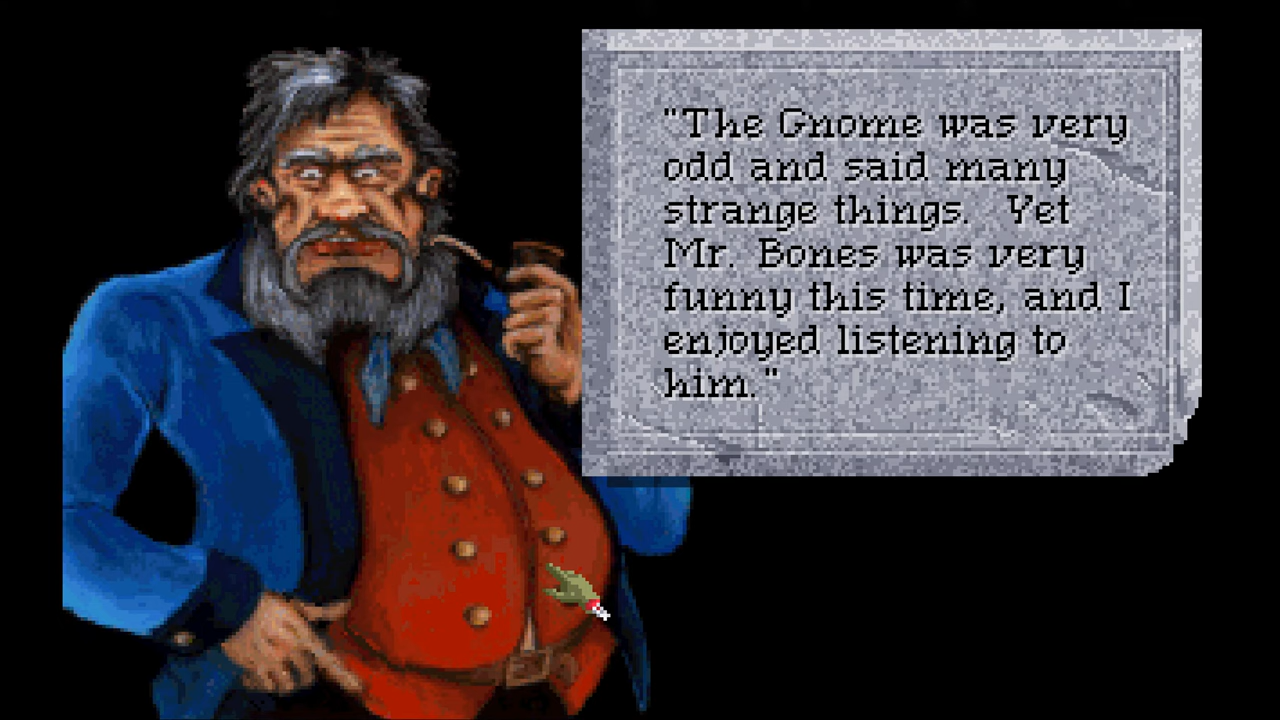 "The Gnome was very
odd and said many
strange things.  Yet
Mr. Bones was very
funny this time, and I
enjoyed listening to
him."